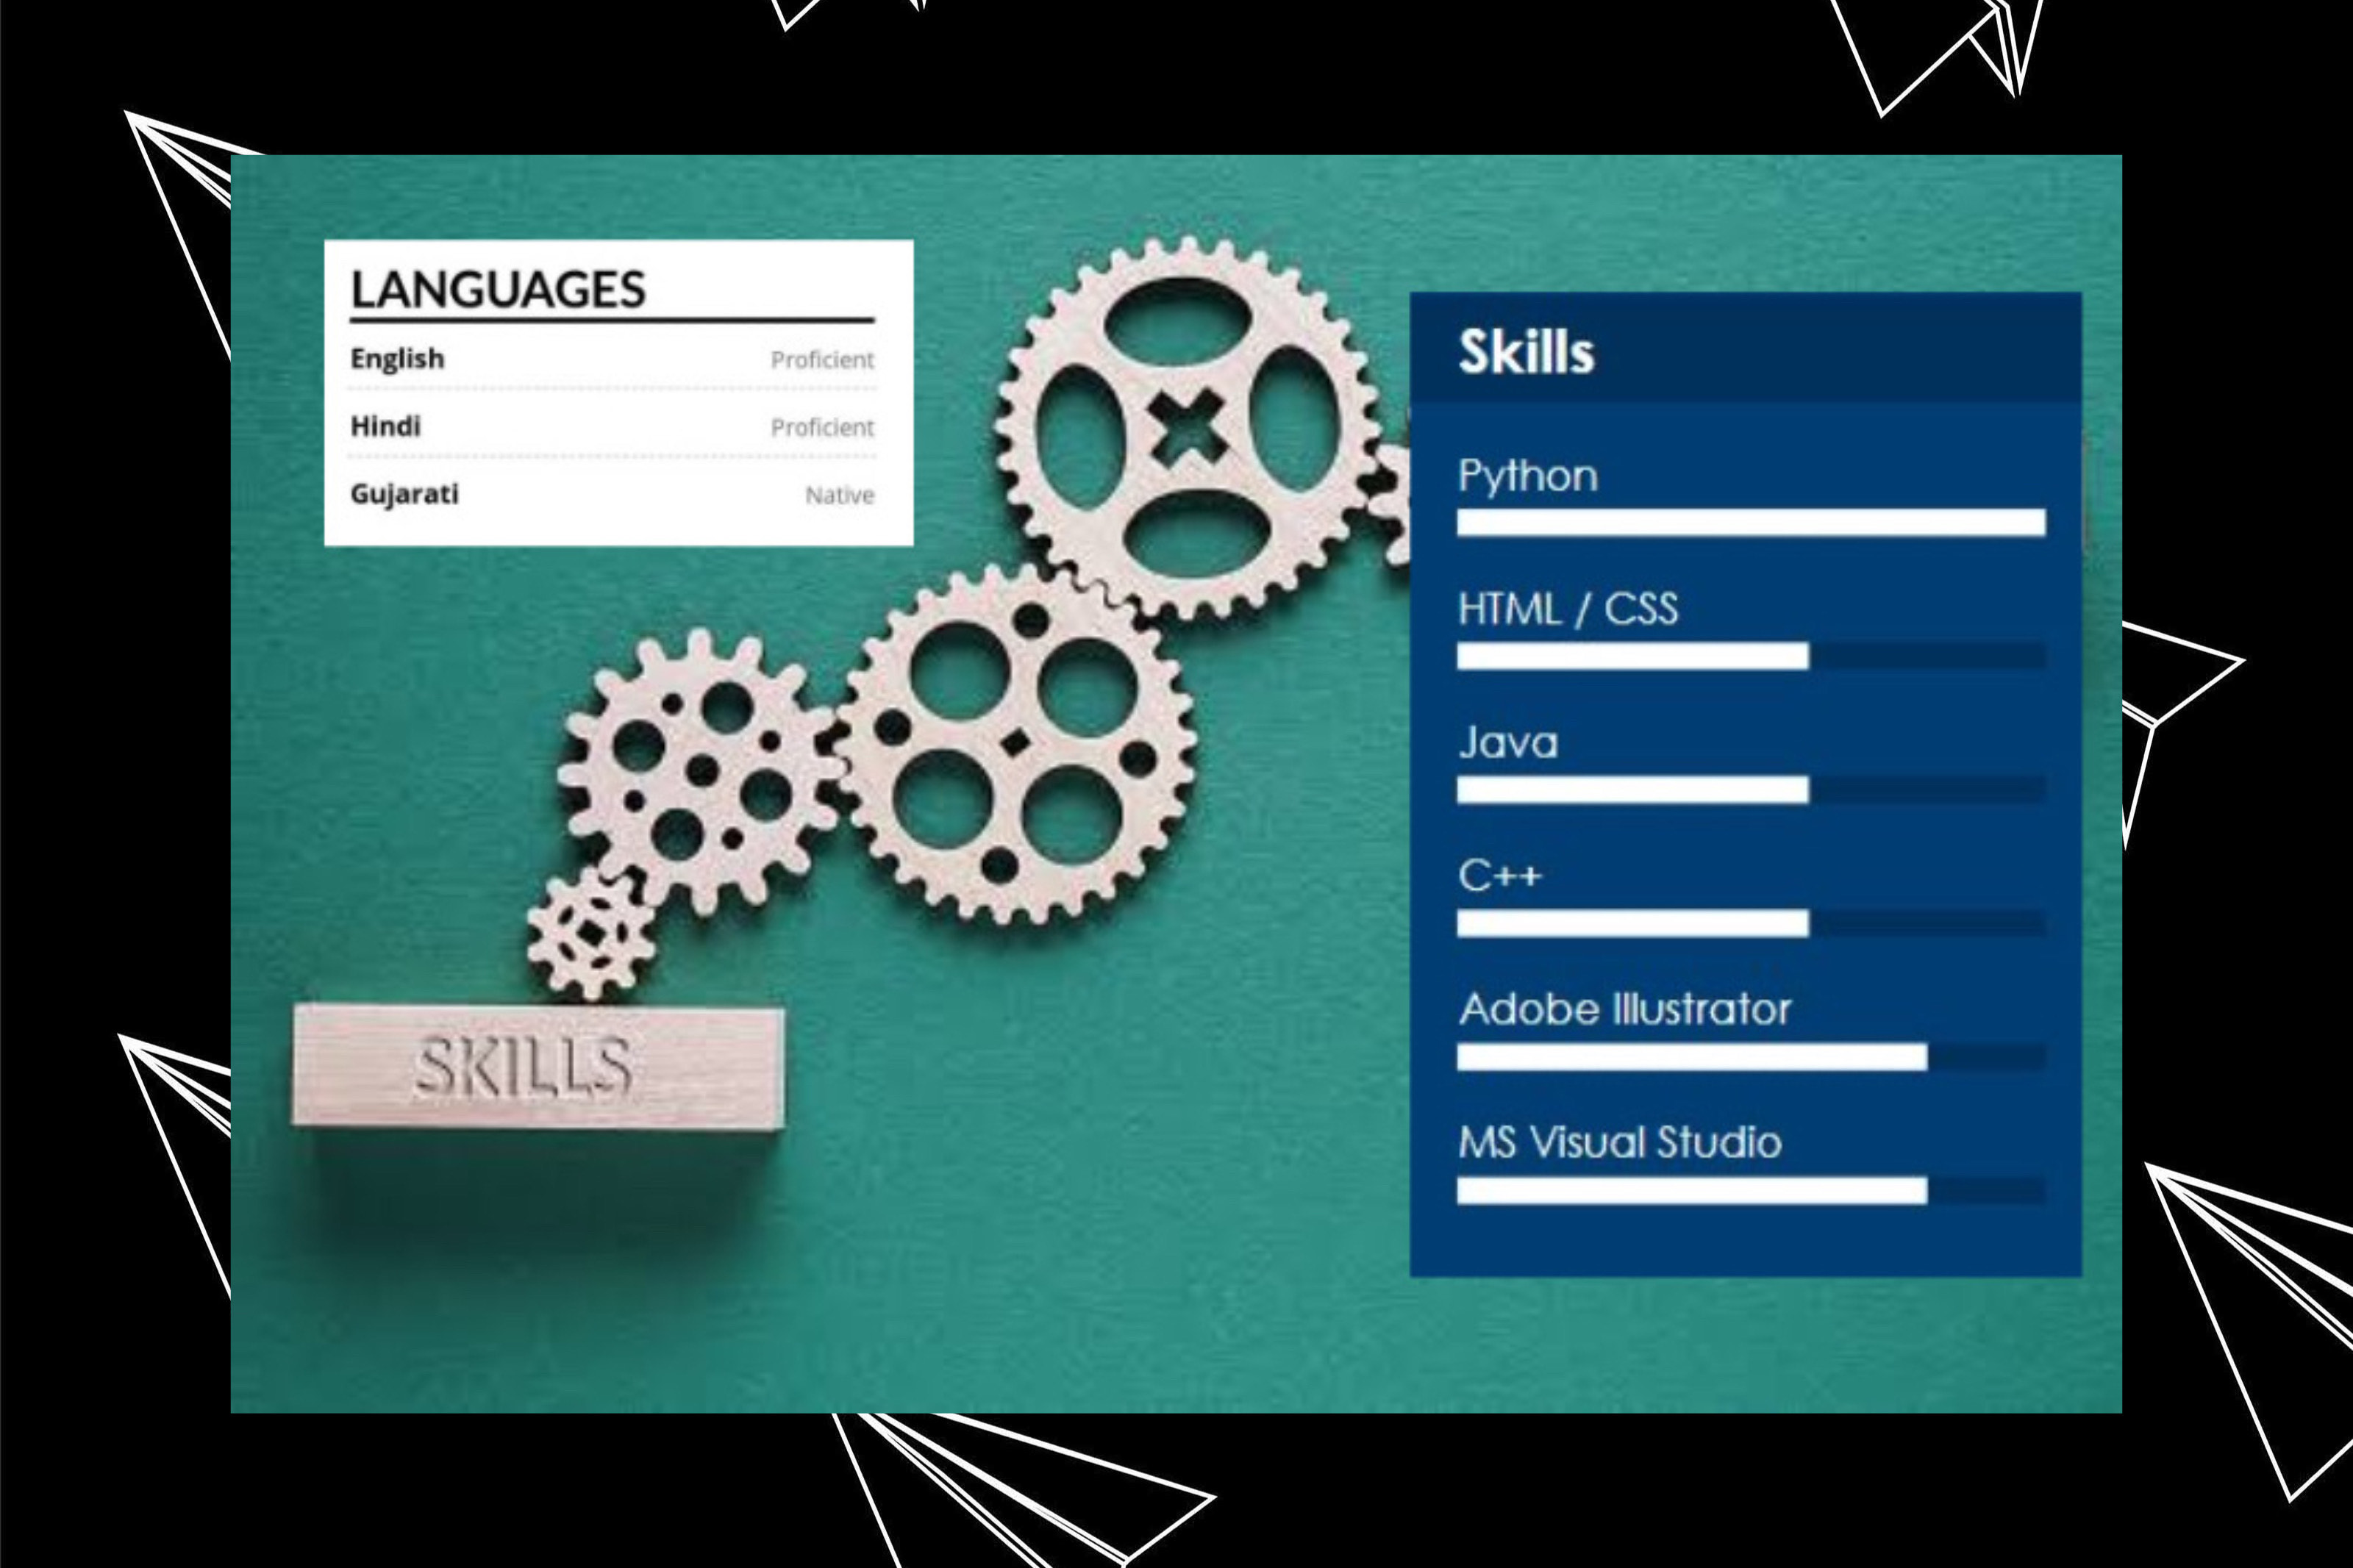 LANGUAGES
English Proficient
Hindi Proficient
Gujarati Native
SKILLS
Skills
Python
HTML / CSS
Java
C++
Adobe Illustrator
MS Visual Studio